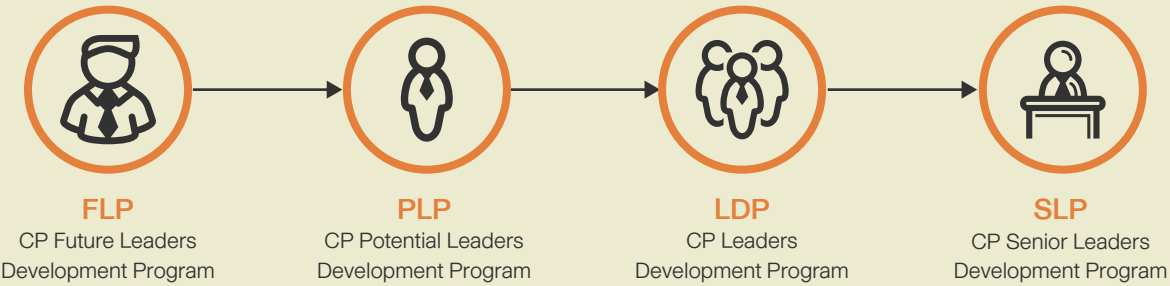 FLP
CP Future Leaders
Development Program
PLP
CP Potential Leaders
Development Program
LDP
CP Leaders
Development Program
SLP
CP Senior Leaders
Development Program